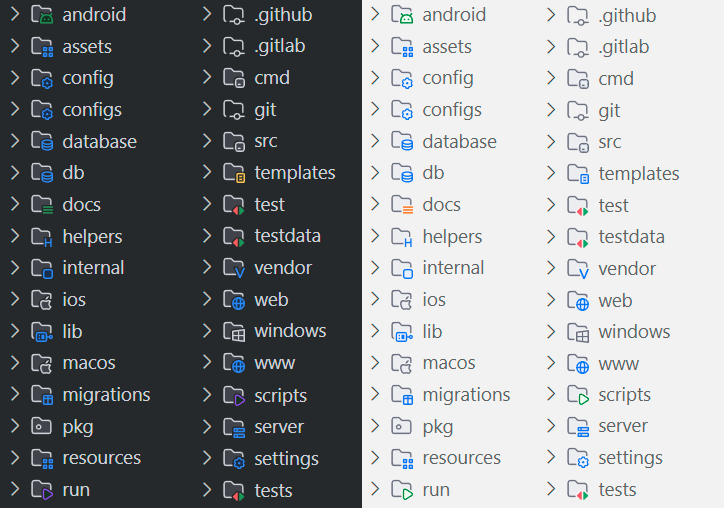 android
assets
config
configs
database
db
docs
helpers
internal
ios
lib
macos
migrations
pkg
resources
run
.github
.gitlab
cmd
git
src
templates
test
testdata
vendor
web
windows
www
scripts
server
settings
tests
android
assets
config
configs
database
db
docs
helpers
internal
ios
lib
macos
migrations
pkg
resources
run
.github
.gitlab
cmd
git
src
templates
test
testdata
vendor
web
windows
www
scripts
server
settings
tests